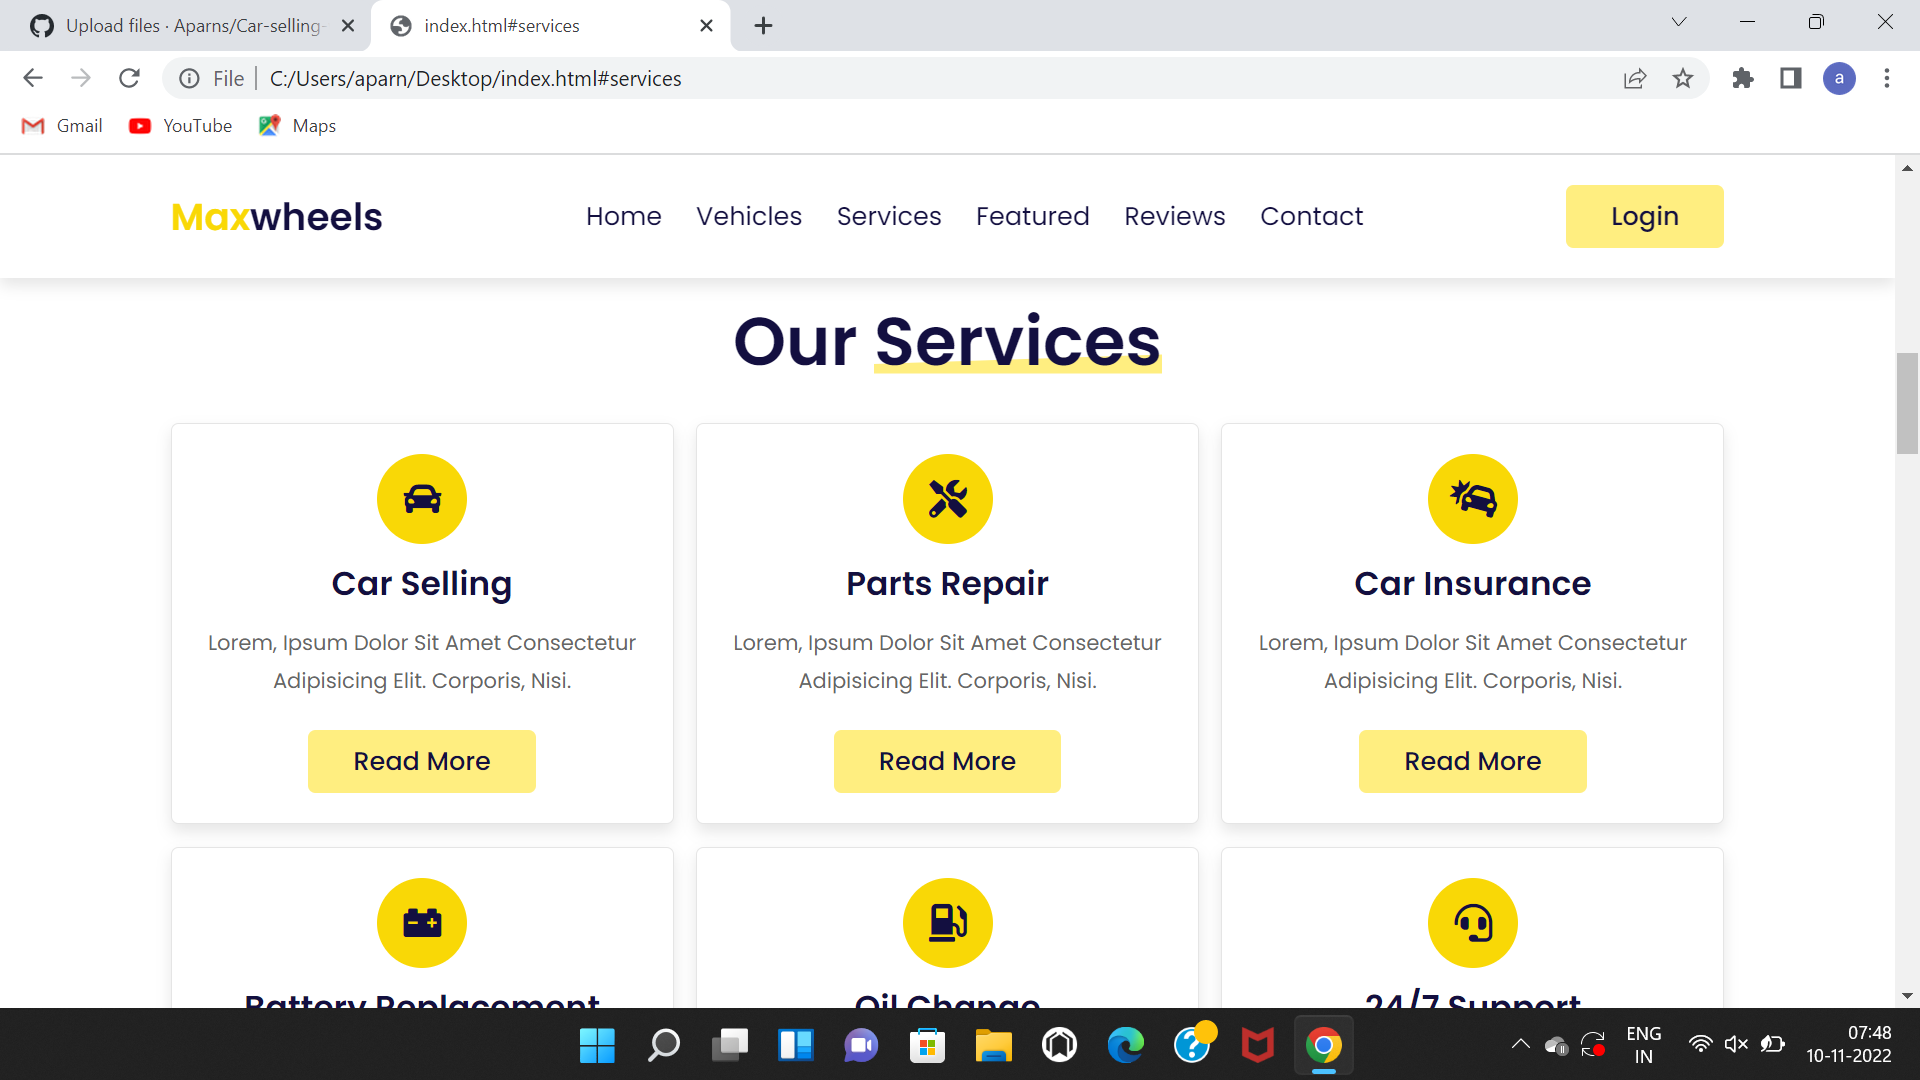 Upload files · Aparns/Car-selling-
index.html#services
File
C:/Users/aparn/Desktop/index.html#services
a
Gmail
YouTube
Maps
Maxwheels
Home
Vehicles
Services
Featured
Reviews
Contact
Login
Our Services
Car Selling
Lorem, Ipsum Dolor Sit Amet Consectetur
Adipisicing Elit. Corporis, Nisi.
Read More
Parts Repair
Lorem, Ipsum Dolor Sit Amet Consectetur
Adipisicing Elit. Corporis, Nisi.
Read More
Car Insurance
Lorem, Ipsum Dolor Sit Amet Consectetur
Adipisicing Elit. Corporis, Nisi.
Read More
Battery Replacement
Oil Change
24/7 Support
ENG
IN
07:48
10-11-2022